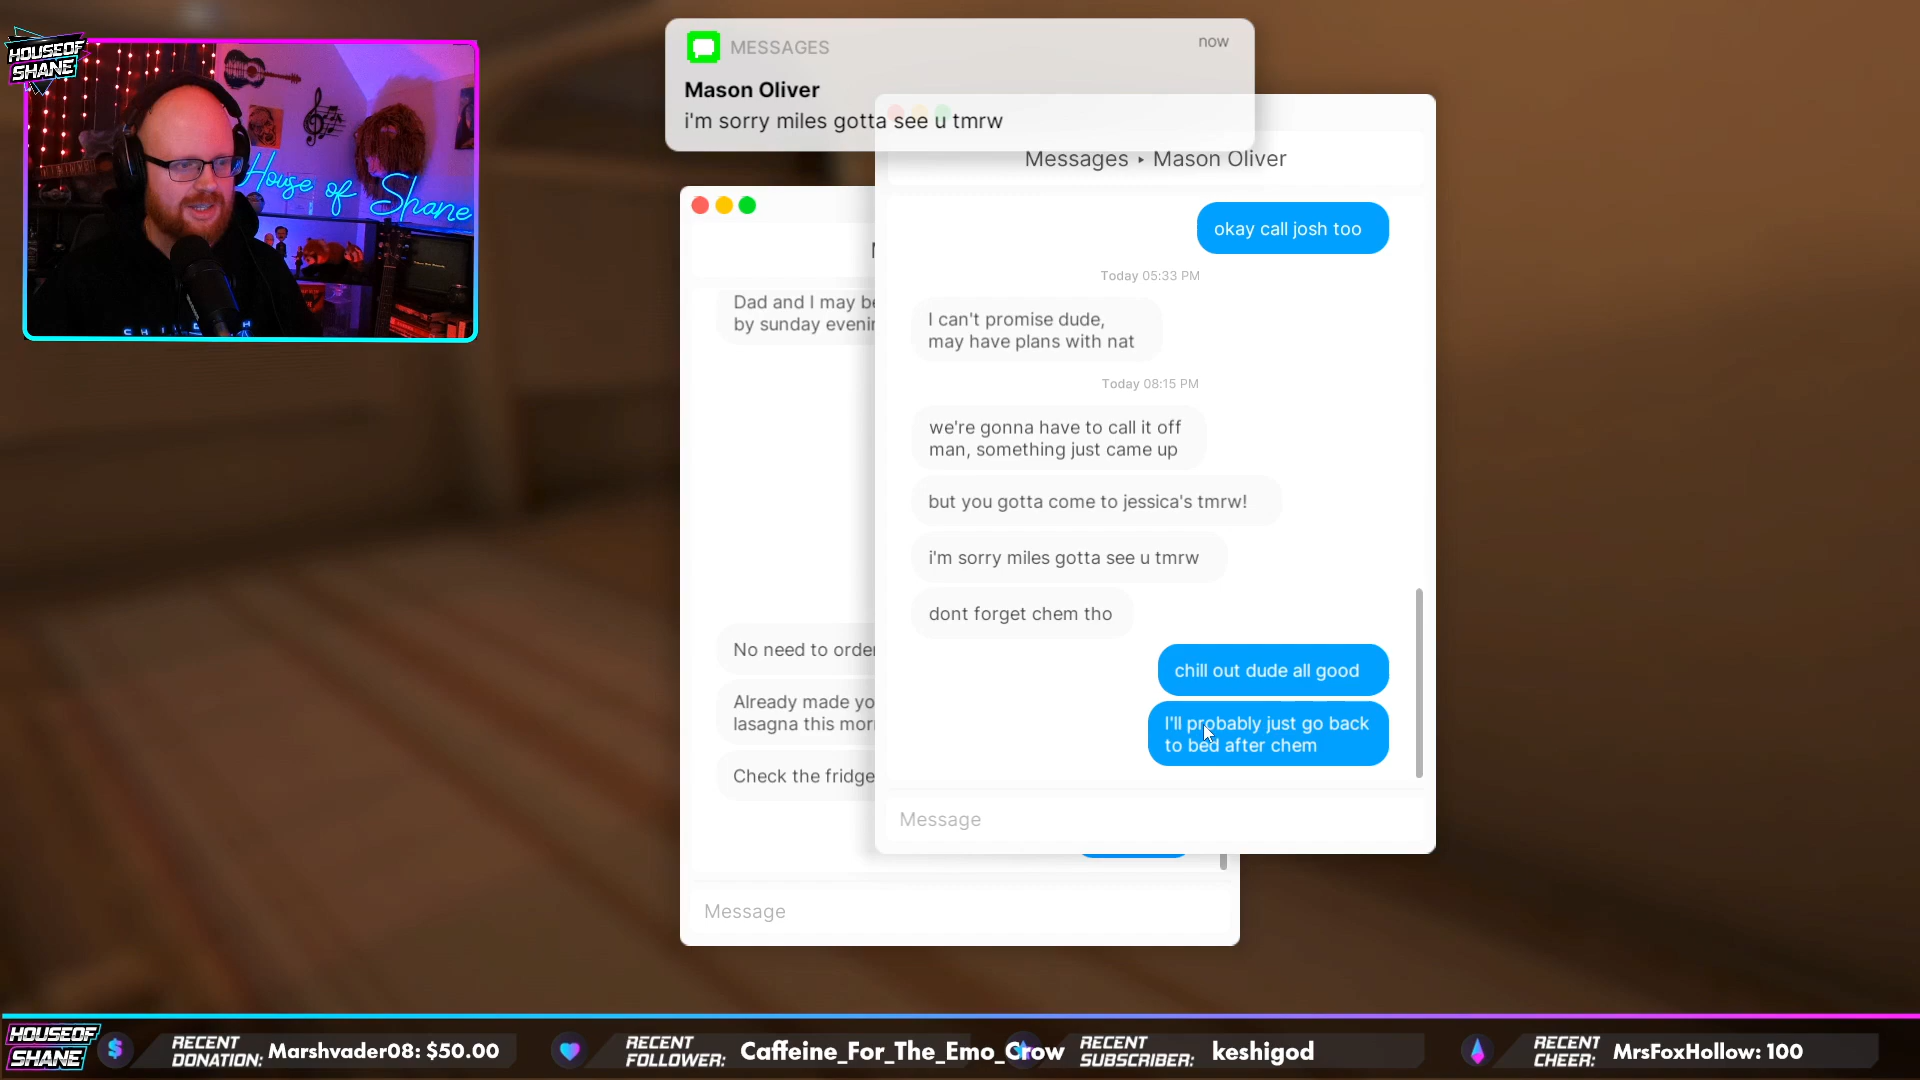 HOUSEOF
SHANE
House of Shane
MESSAGES
now
Mason Oliver
i'm sorry miles gotta see u tmrw
Messages ‣ Mason Oliver
okay call josh too
Today 05:33 PM
I can't promise dude,
may have plans with nat
Today 08:15 PM
we're gonna have to call it off
man, something just came up
but you gotta come to jessica's tmrw!
i'm sorry miles gotta see u tmrw
dont forget chem tho
chill out dude all good
I'll probably just go back
to bed after chem
Message
Dad and I may be
by sunday evenin
No need to order
Already made yo
lasagna this mor
Check the fridge
Message
HOUSEOF
SHANE
RECENT
DONATION: Marshvader08: $50.00
RECENT
FOLLOWER: Caffeine_For_The_Emo_Crow
RECENT
SUBSCRIBER: keshigod
RECENT
CHEER: MrsFoxHollow: 100